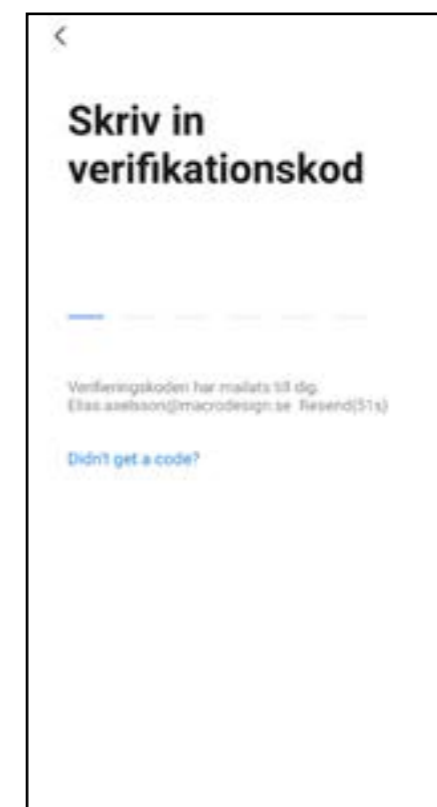 Skriv in
verifikationskod
Verifieringskoden har mailats till dig.
Elias.axelsson@macrodesign.se Resend(51s)
Didn't get a code?